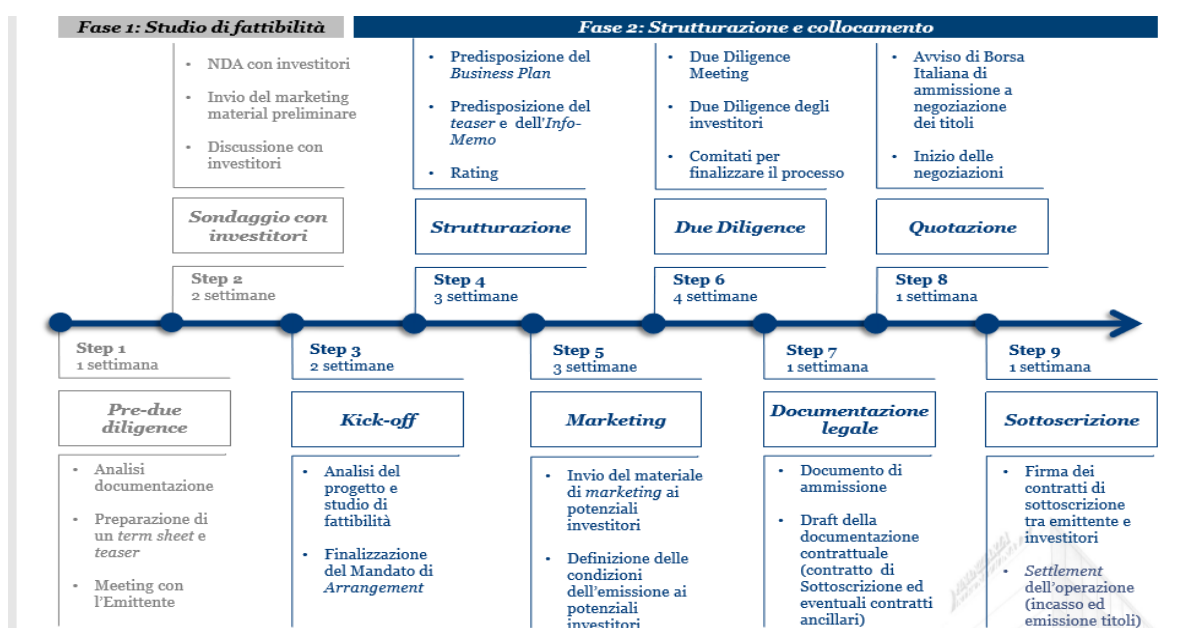 Fase 1: Studio di fattibilità
Fase 2: Strutturazione e collocamento
• NDA con investitori
• Invio del marketing
material preliminare
• Discussione con
investitori
• Predisposizione del
Business Plan
• Predisposizione del
teaser e dell'Info-
Memo
• Rating
• Due Diligence
Meeting
• Due Diligence degli
investitori
• Comitati per
finalizzare il processo
• Avviso di Borsa
Italiana di
ammissione a
negoziazione
dei titoli
• Inizio delle
negoziazioni
Sondaggio con
investitori
Strutturazione
Due Diligence
Quotazione
Step 2
2 settimane
Step 4
3 settimane
Step 6
4 settimane
Step 8
1 settimana
Step 1
1 settimana
Step 3
2 settimane
Step 5
3 settimane
Step 7
1 settimana
Step 9
1 settimana
Pre-due
diligence
Kick-off
Marketing
Documentazione
legale
Sottoscrizione
• Analisi
documentazione
• Preparazione di
un term sheet e
teaser
• Meeting con
l'Emittente
• Analisi del
progetto e
studio di
fattibilità
• Finalizzazione
del Mandato di
Arrangement
• Invio del materiale
di marketing ai
potenziali
investitori
• Definizione delle
condizioni
dell'emissione ai
potenziali
investitori
• Documento di
ammissione
• Draft della
documentazione
contrattuale
(contratto di
Sottoscrizione ed
eventuali contratti
ancillari)
• Firma dei
contratti di
sottoscrizione
tra emittente e
investitori
• Settlement
dell'operazione
(incasso ed
emissione titoli)